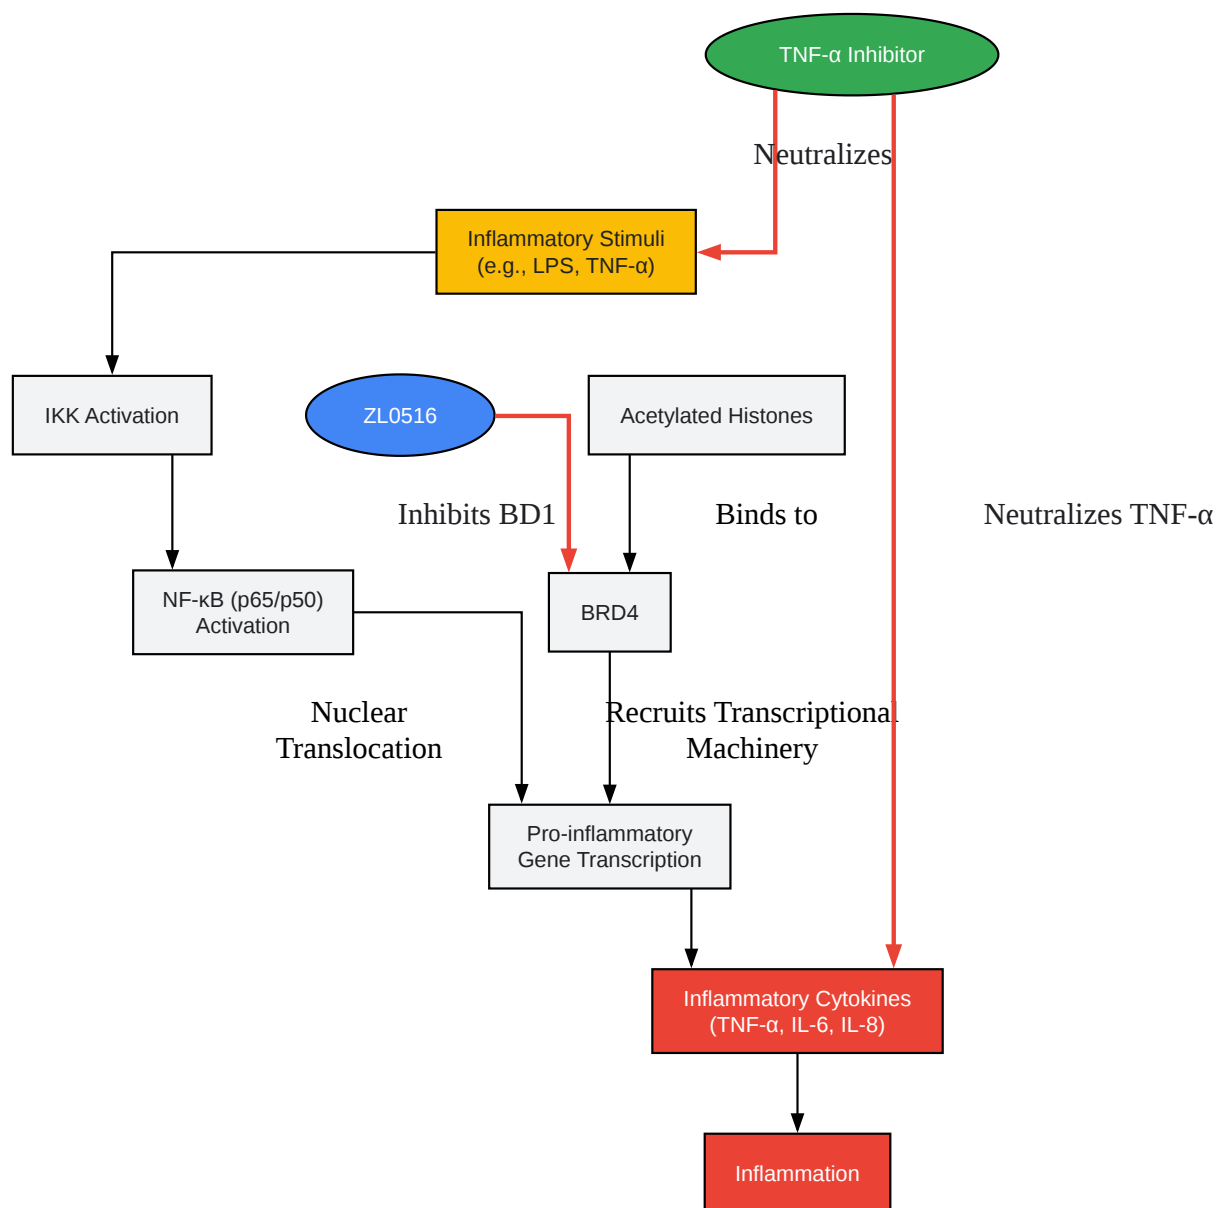 TNF-α Inhibitor
Neutralizes
Inflammatory Stimuli
(e.g., LPS, TNF-α)
IKK Activation
ZL0516
Acetylated Histones
Inhibits BD1
Binds to
Neutralizes TNF-α
NF-κB (p65/p50)
Activation
BRD4
Nuclear
Translocation
Recruits Transcriptional
Machinery
Pro-inflammatory
Gene Transcription
Inflammatory Cytokines
(TNF-α, IL-6, IL-8)
Inflammation